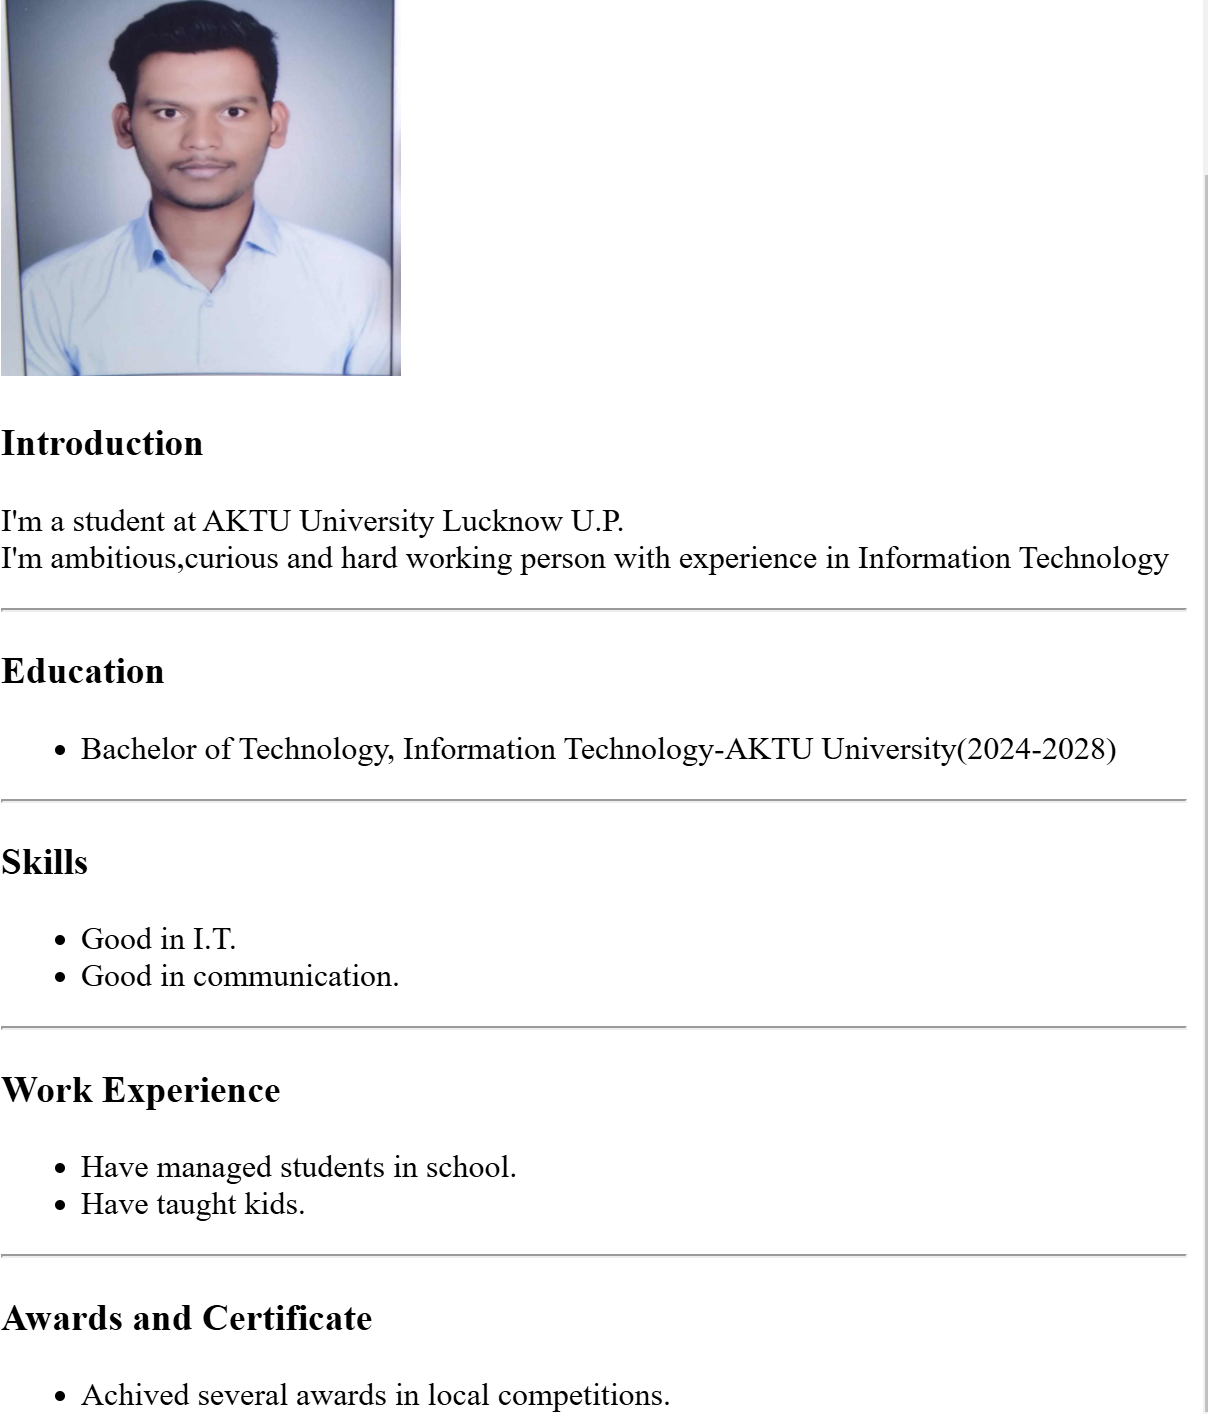 Introduction
I'm a student at AKTU University Lucknow U.P.
I'm ambitious,curious and hard working person with experience in Information Technology
Education
Bachelor of Technology, Information Technology-AKTU University(2024-2028)
Skills
Good in I.T.
Good in communication.
Work Experience
Have managed students in school.
Have taught kids.
Awards and Certificate
Achived several awards in local competitions.